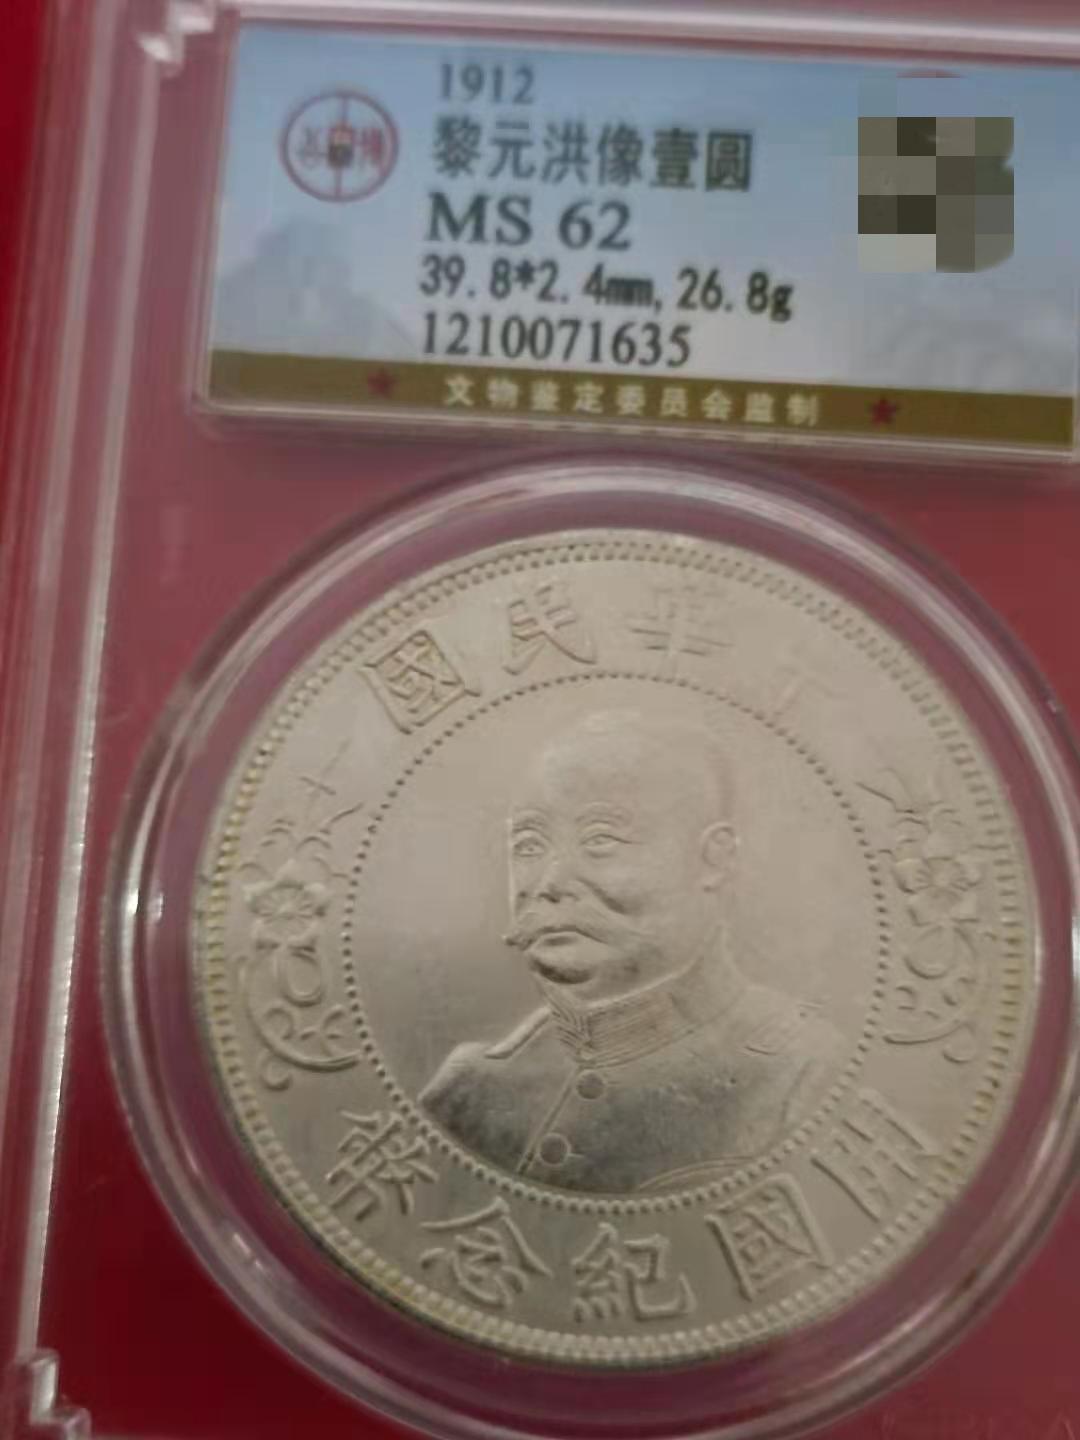 1912
黎元洪像壹圆
MS 62
39.8*2.4mm, 26.8g
1210071635
文物鉴定委员会监制
中華民國
開國紀念幣